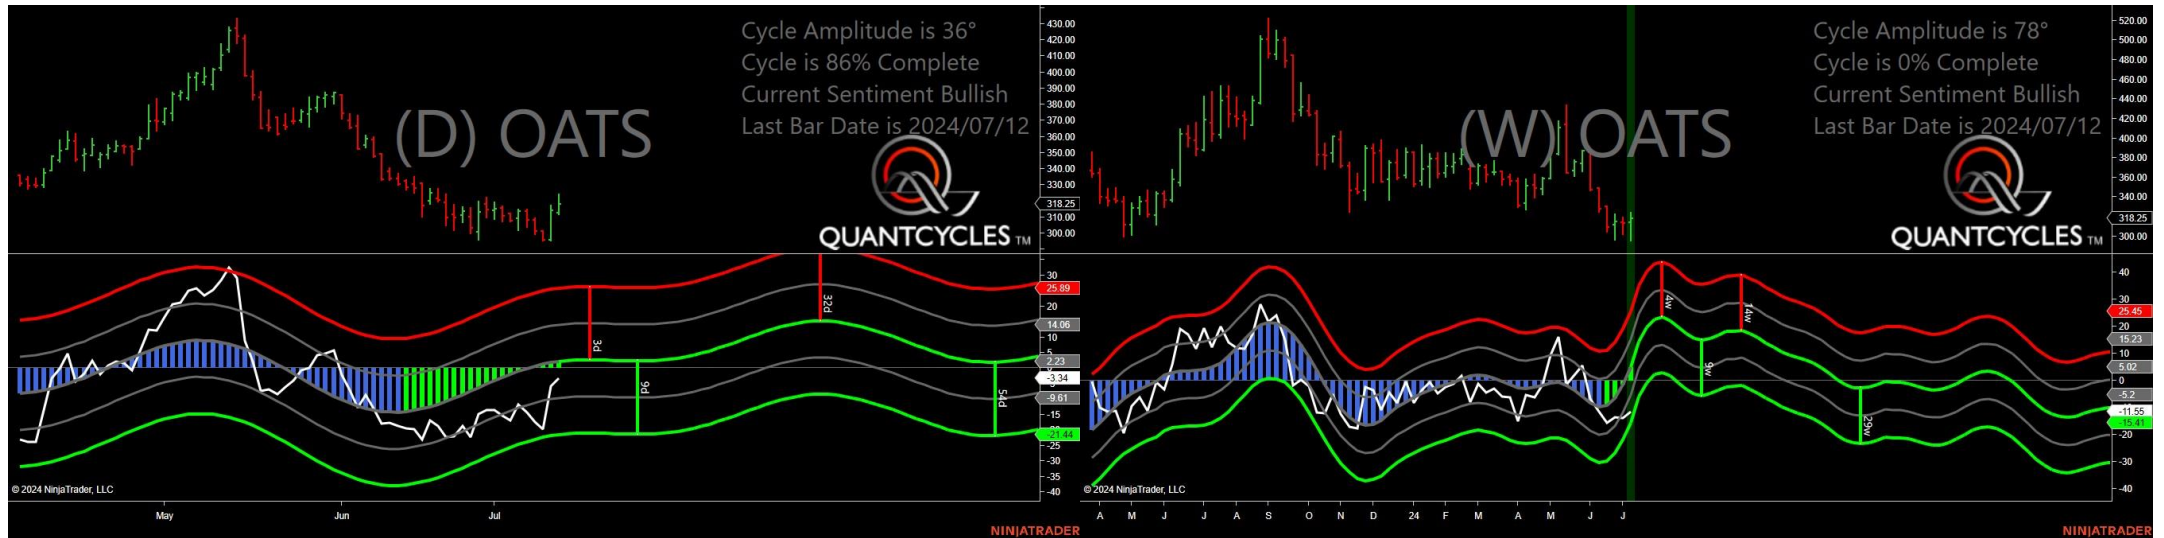 Cycle Amplitude is 36°
Cycle is 86% Complete
Current Sentiment Bullish
Last Bar Date is 2024/07/12
(D) OATS
QUANTCYCLES TM
430.00
420.00
410.00
400.00
390.00
380.00
370.00
360.00
350.00
340.00
330.00
318.25
310.00
300.00
30
25.89
20
14.06
10
5
2.23
-3.34
-9.61
-15
-21.44
-25
-30
-35
-40
3d
9d
32d
54d
© 2024 NinjaTrader, LLC
May Jun Jul
NINJATRADER
Cycle Amplitude is 78°
Cycle is 0% Complete
Current Sentiment Bullish
Last Bar Date is 2024/07/12
(W) OATS
QUANTCYCLES TM
520.00
500.00
480.00
460.00
440.00
420.00
400.00
380.00
360.00
340.00
318.25
300.00
40
30
25.45
20
15.23
10
5.02
0
-5.2
-11.55
-15.41
-20
-30
-40
4w
9w
14w
29w
© 2024 NinjaTrader, LLC
A M J J A S O N D 24 F M A M J J
NINJATRADER